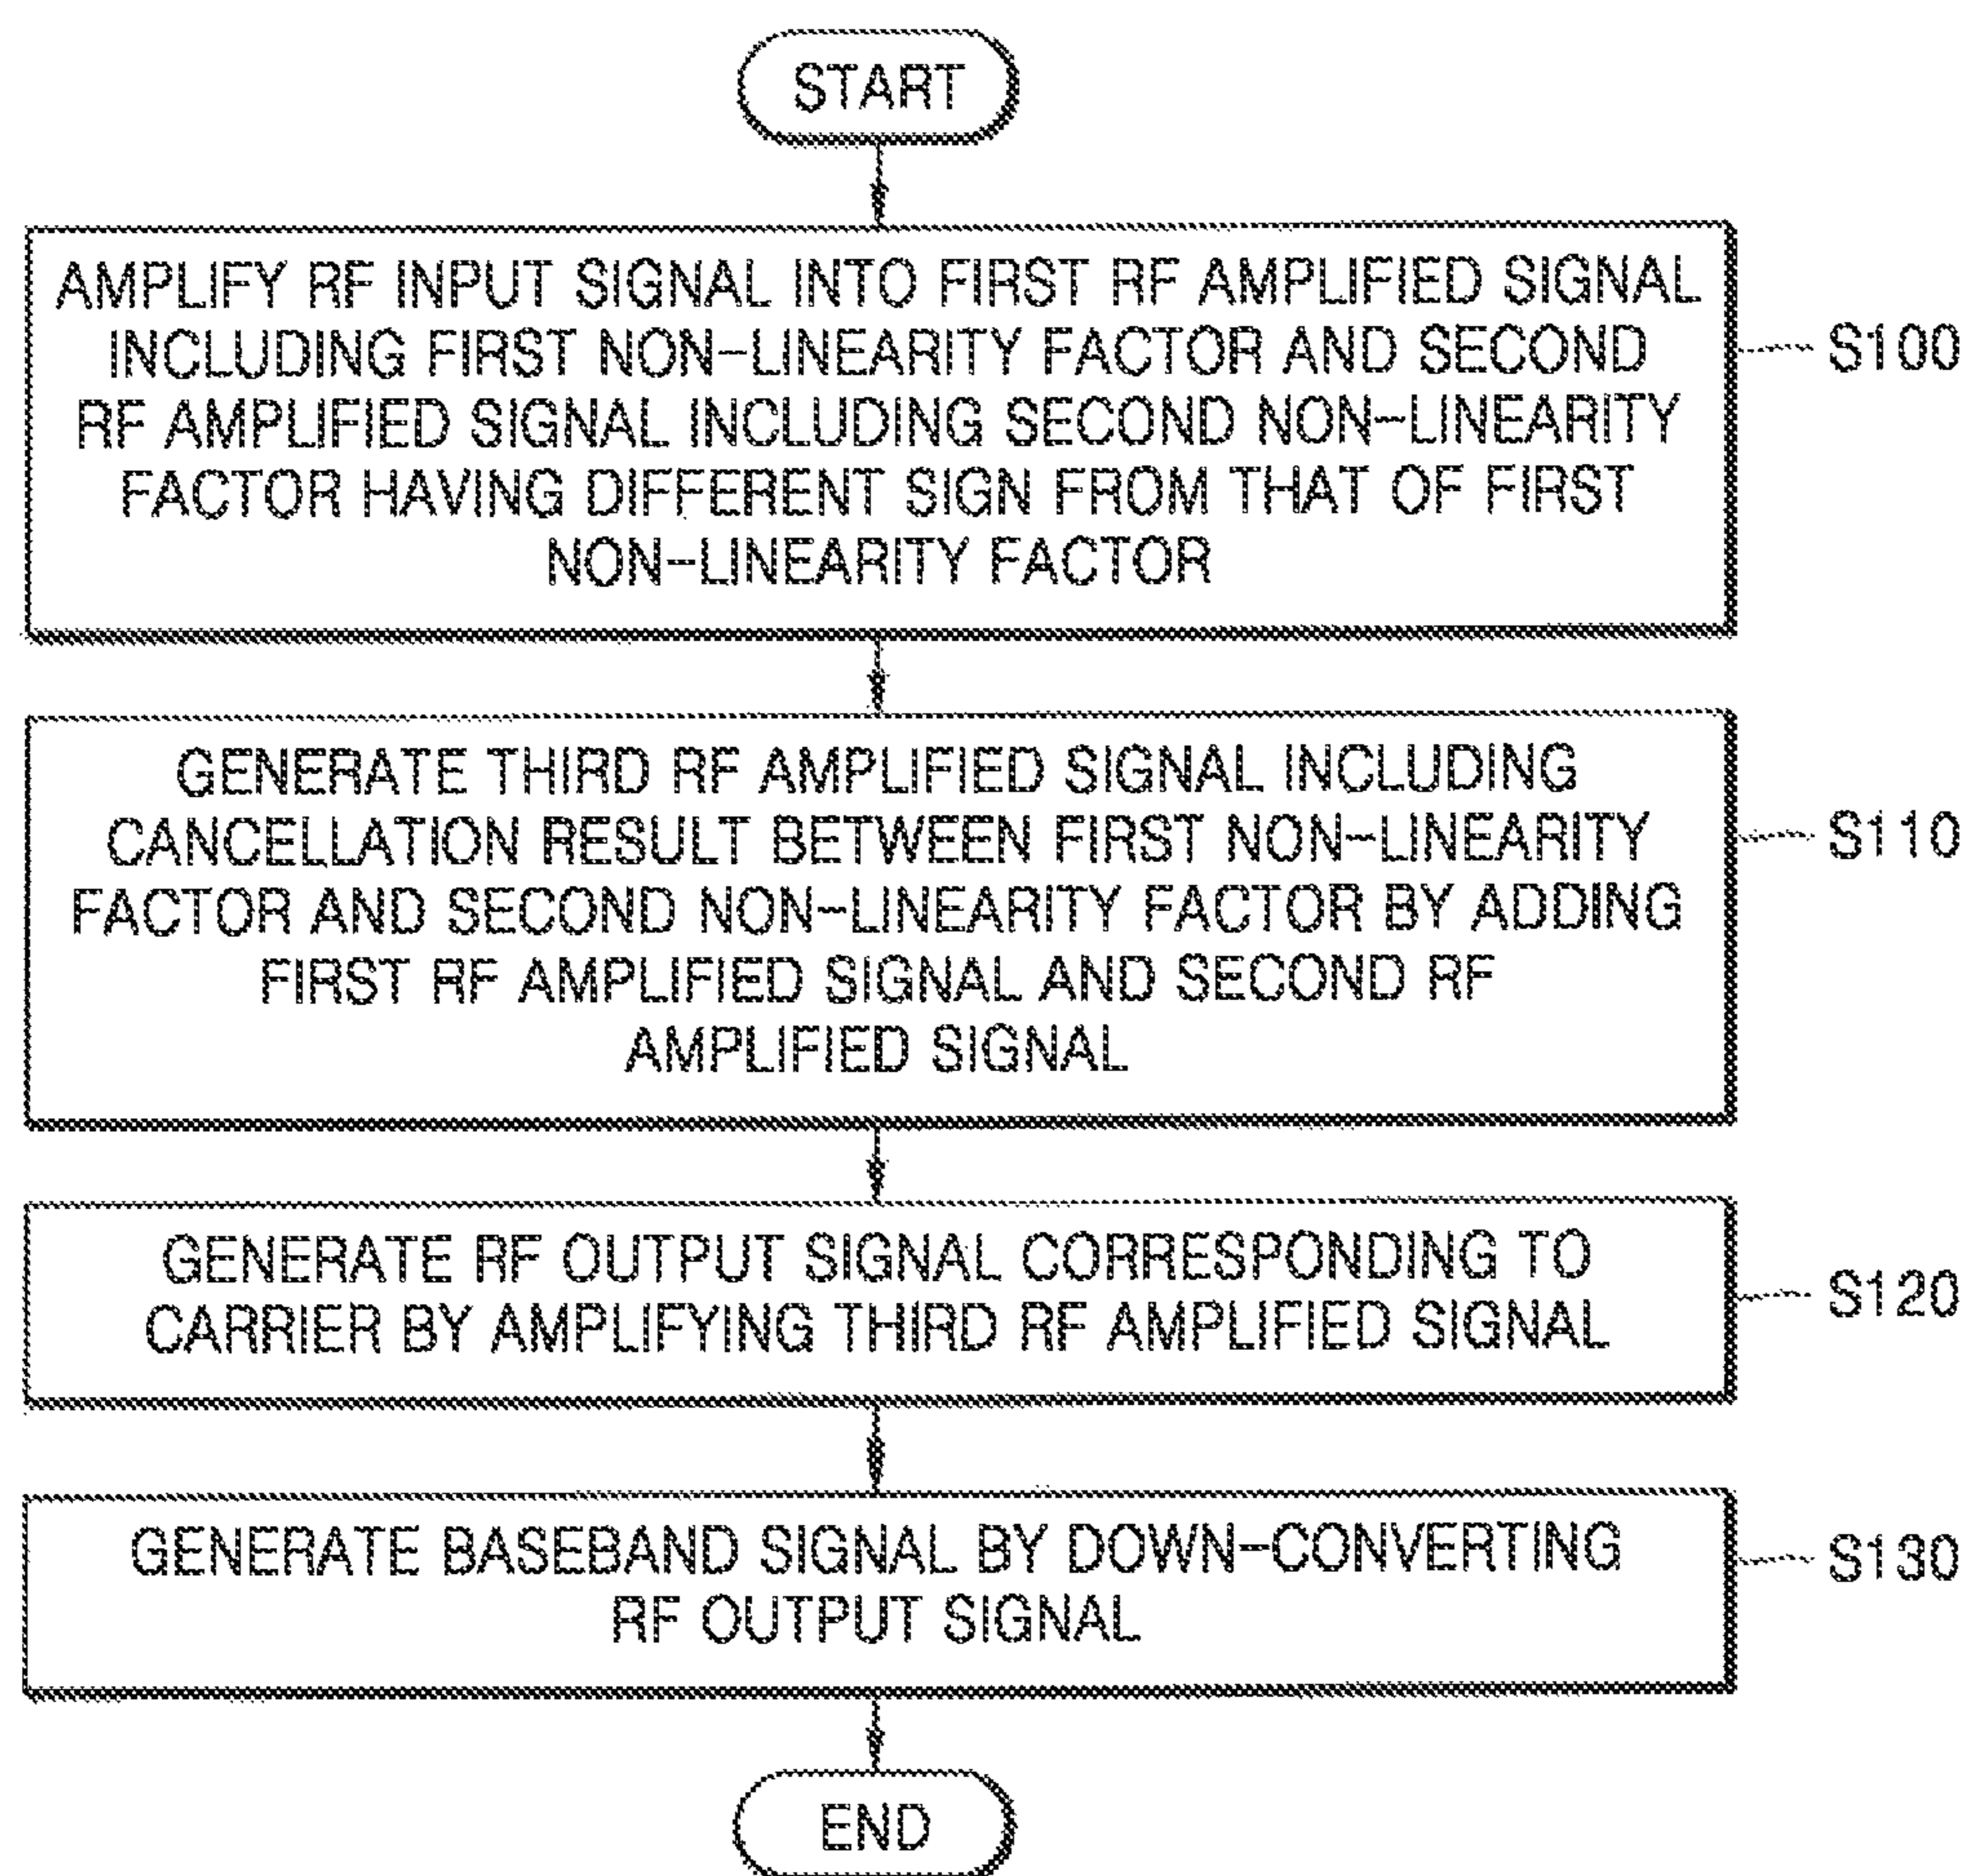 START
AMPLIFY RF INPUT SIGNAL INTO FIRST RF AMPLIFIED SIGNAL
INCLUDING FIRST NON-LINEARITY FACTOR AND SECOND
RF AMPLIFIED SIGNAL INCLUDING SECOND NON-LINEARITY
FACTOR HAVING DIFFERENT SIGN FROM THAT OF FIRST
NON-LINEARITY FACTOR
S100
GENERATE THIRD RF AMPLIFIED SIGNAL INCLUDING
CANCELLATION RESULT BETWEEN FIRST NON-LINEARITY
FACTOR AND SECOND NON-LINEARITY FACTOR BY ADDING
FIRST RF AMPLIFIED SIGNAL AND SECOND RF
AMPLIFIED SIGNAL
S110
GENERATE RF OUTPUT SIGNAL CORRESPONDING TO
CARRIER BY AMPLIFYING THIRD RF AMPLIFIED SIGNAL
S120
GENERATE BASEBAND SIGNAL BY DOWN-CONVERTING
RF OUTPUT SIGNAL
S130
END